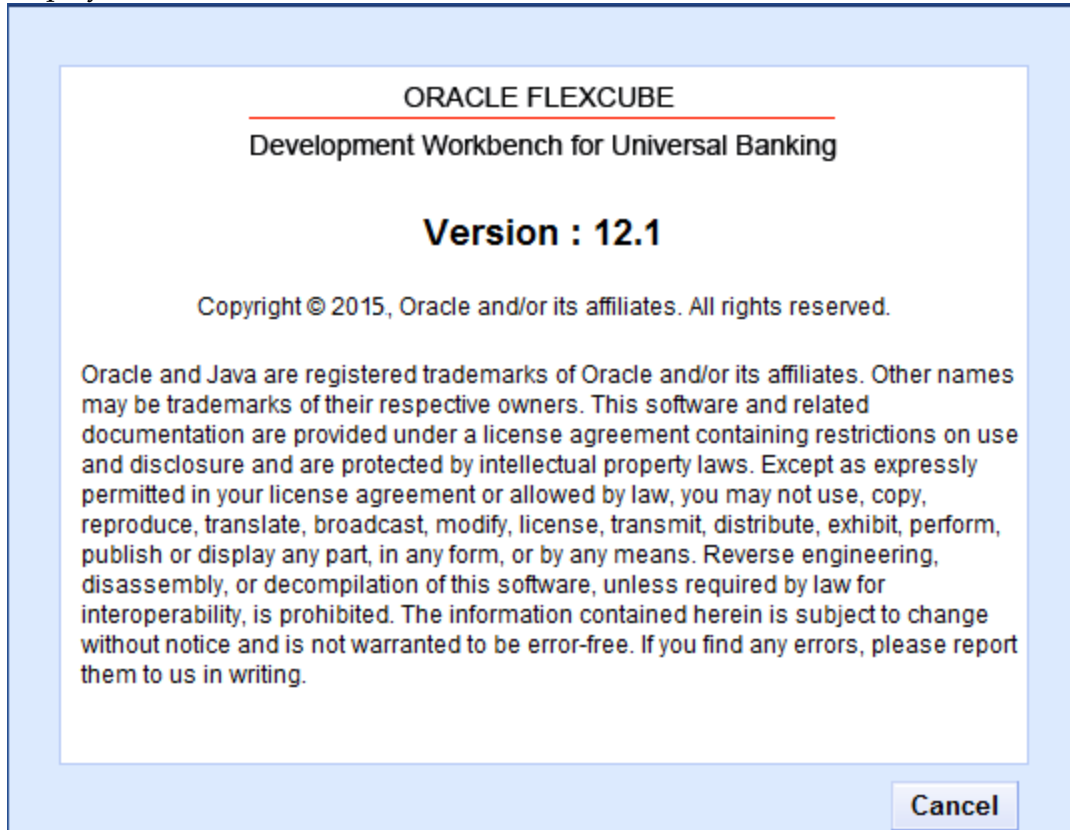 ORACLE FLEXCUBE
Development Workbench for Universal Banking
Version : 12.1
Copyright © 2015, Oracle and/or its affiliates. All rights reserved.
Oracle and Java are registered trademarks of Oracle and/or its affiliates. Other names
may be trademarks of their respective owners. This software and related
documentation are provided under a license agreement containing restrictions on use
and disclosure and are protected by intellectual property laws. Except as expressly
permitted in your license agreement or allowed by law, you may not use, copy,
reproduce, translate, broadcast, modify, license, transmit, distribute, exhibit, perform,
publish or display any part, in any form, or by any means. Reverse engineering,
disassembly, or decompilation of this software, unless required by law for
interoperability, is prohibited. The information contained herein is subject to change
without notice and is not warranted to be error-free. If you find any errors, please report
them to us in writing.
Cancel